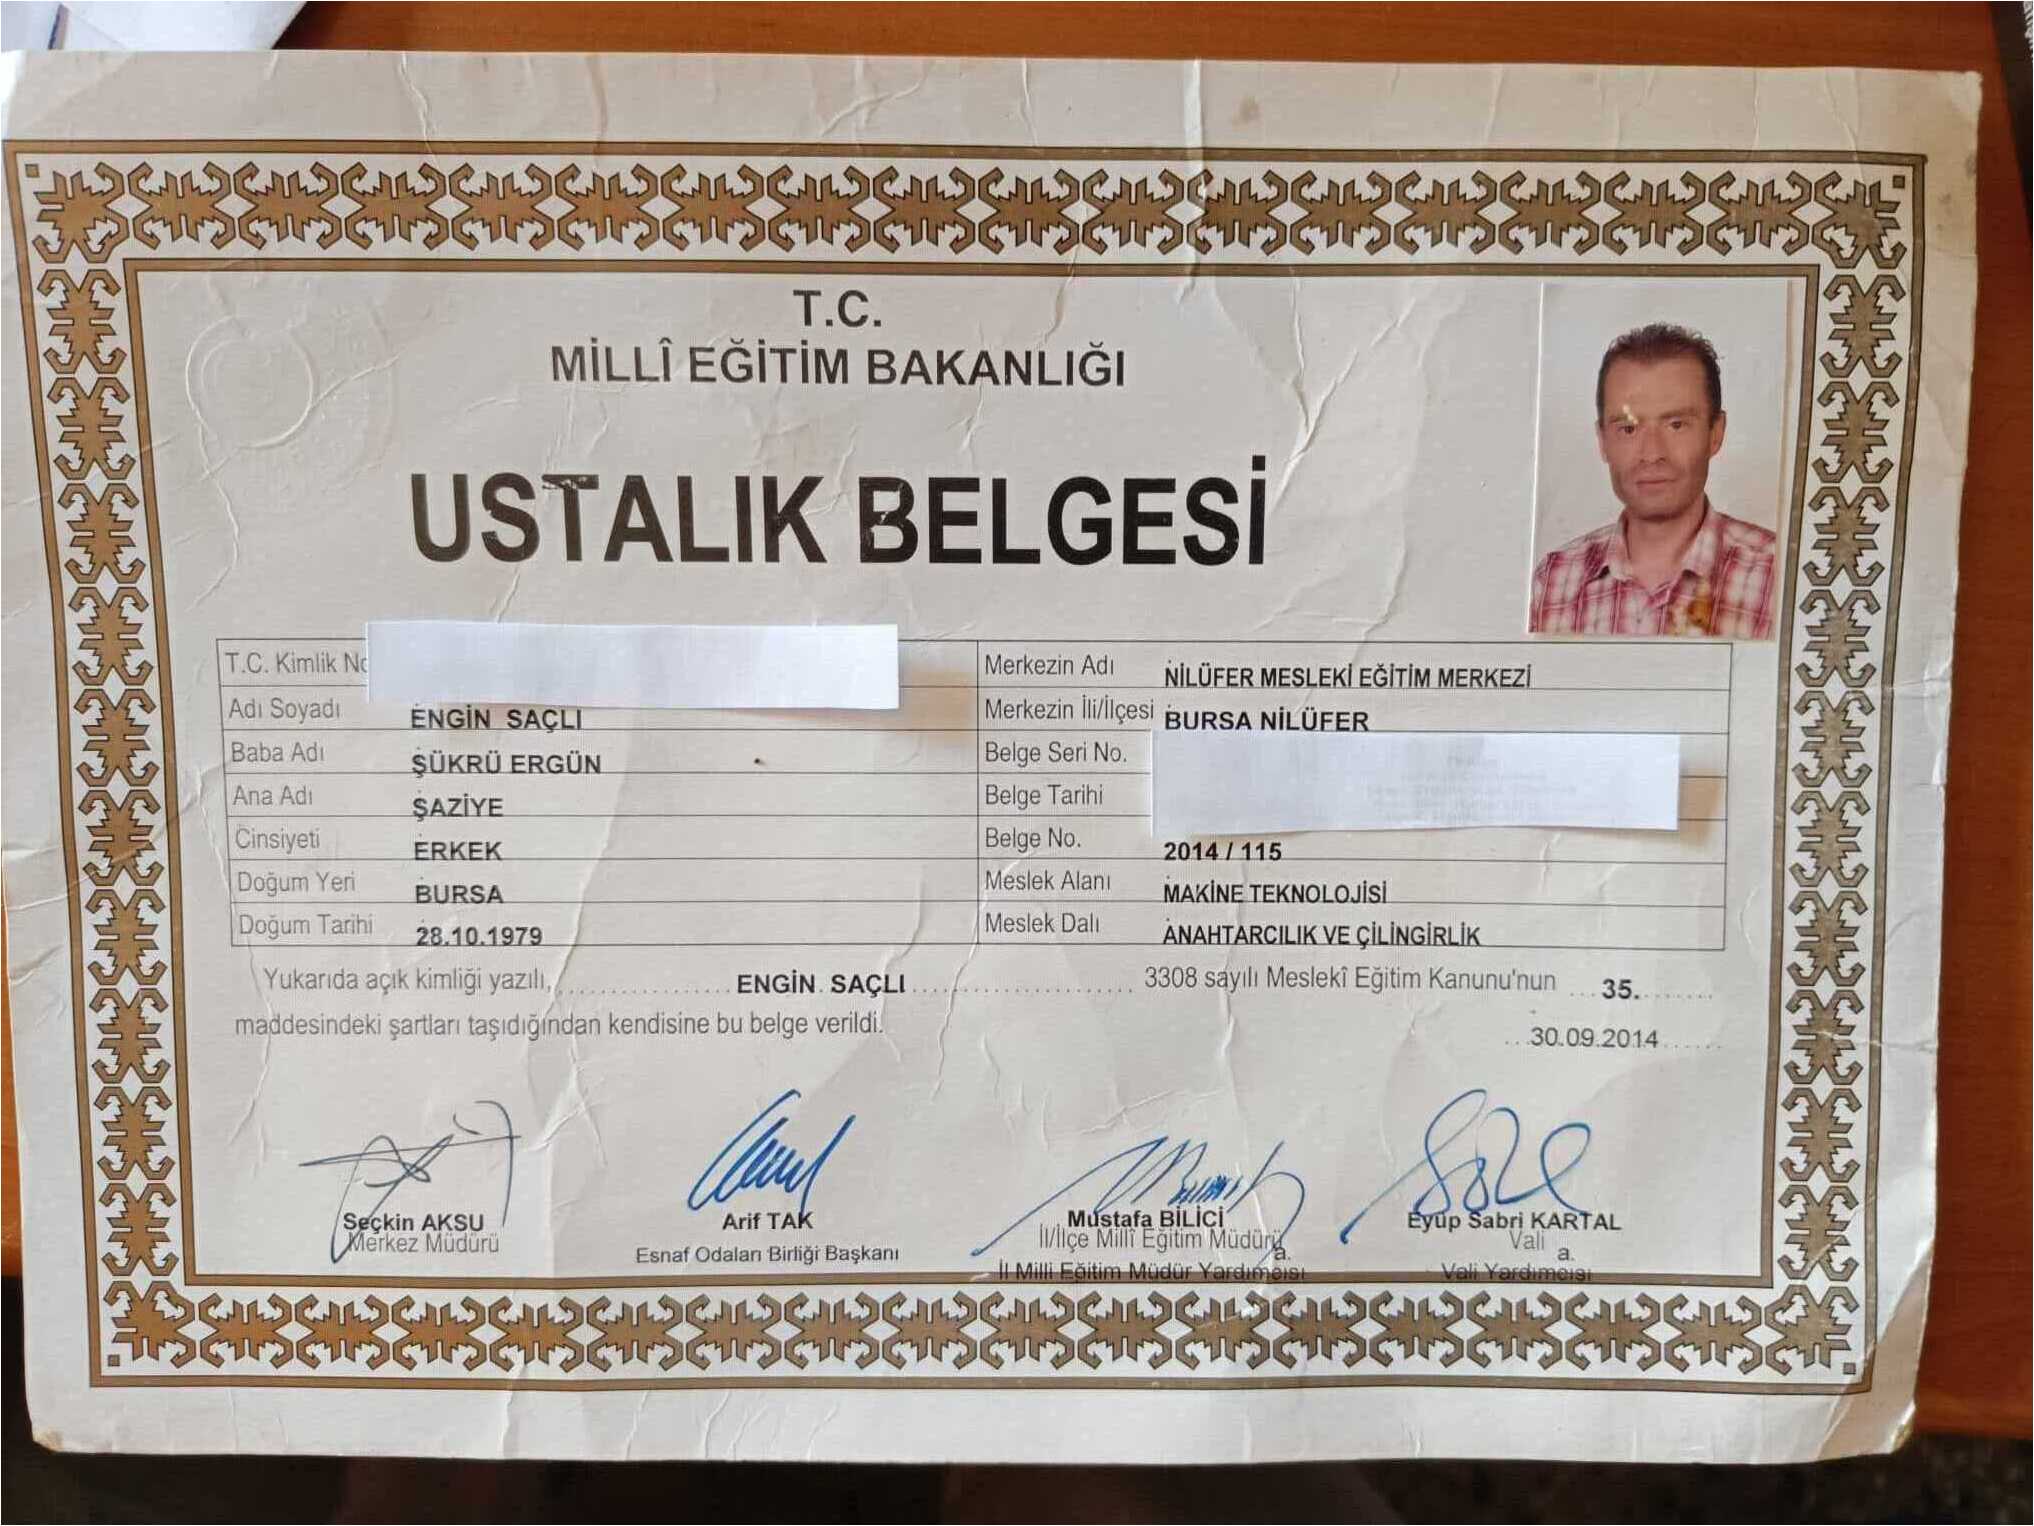 T.C.
MİLLÎ EĞİTİM BAKANLIĞI
USTALIK BELGESİ
T.C. Kimlik No
Adı Soyadı ENGİN SAÇLI
Baba Adı ŞÜKRÜ ERGÜN
Ana Adı ŞAZİYE
Cinsiyeti ERKEK
Doğum Yeri BURSA
Doğum Tarihi 28.10.1979
Merkezin Adı NİLÜFER MESLEKİ EĞİTİM MERKEZİ
Merkezin İli/İlçesi BURSA NİLÜFER
Belge Seri No.
Belge Tarihi
Belge No. 2014 / 115
Meslek Alanı MAKİNE TEKNOLOJİSİ
Meslek Dalı ANAHTARCILIK VE ÇİLİNGİRLİK
Yukarıda açık kimliği yazılı, ENGİN SAÇLI 3308 sayılı Meslekî Eğitim Kanunu'nun 35.
maddesindeki şartları taşıdığından kendisine bu belge verildi.
30.09.2014
Seçkin AKSU
Merkez Müdürü
Arif TAK
Esnaf Odaları Birliği Başkanı
Mustafa BİLİCİ
İl/İlçe Millî Eğitim Müdürü
a.
İl Milli Eğitim Müdür Yardımcısı
Eyüp Sabri KARTAL
Vali
a.
Vali Yardımcısı